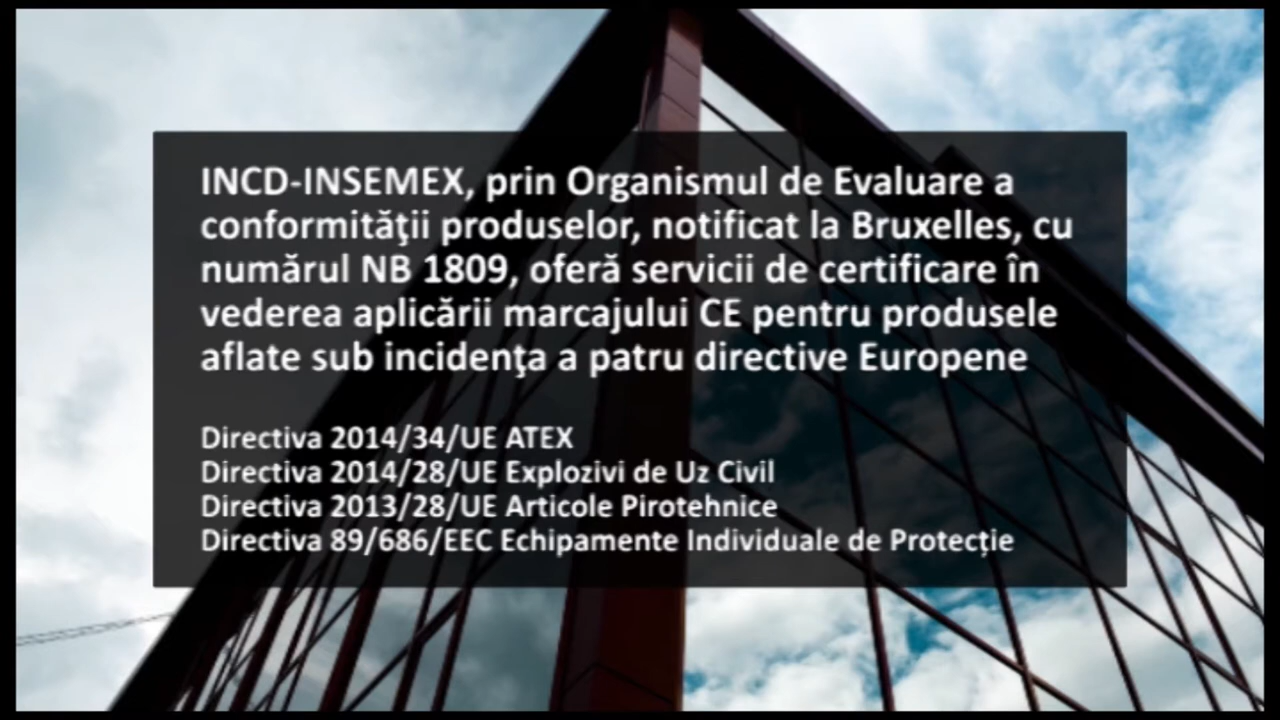 INCD-INSEMEX, prin Organismul de Evaluare a
conformităţii produselor, notificat la Bruxelles, cu
numărul NB 1809, oferă servicii de certificare în
vederea aplicării marcajului CE pentru produsele
aflate sub incidenţa a patru directive Europene
Directiva 2014/34/UE ATEX
Directiva 2014/28/UE Explozivi de Uz Civil
Directiva 2013/28/UE Articole Pirotehnice
Directiva 89/686/EEC Echipamente Individuale de Protecție